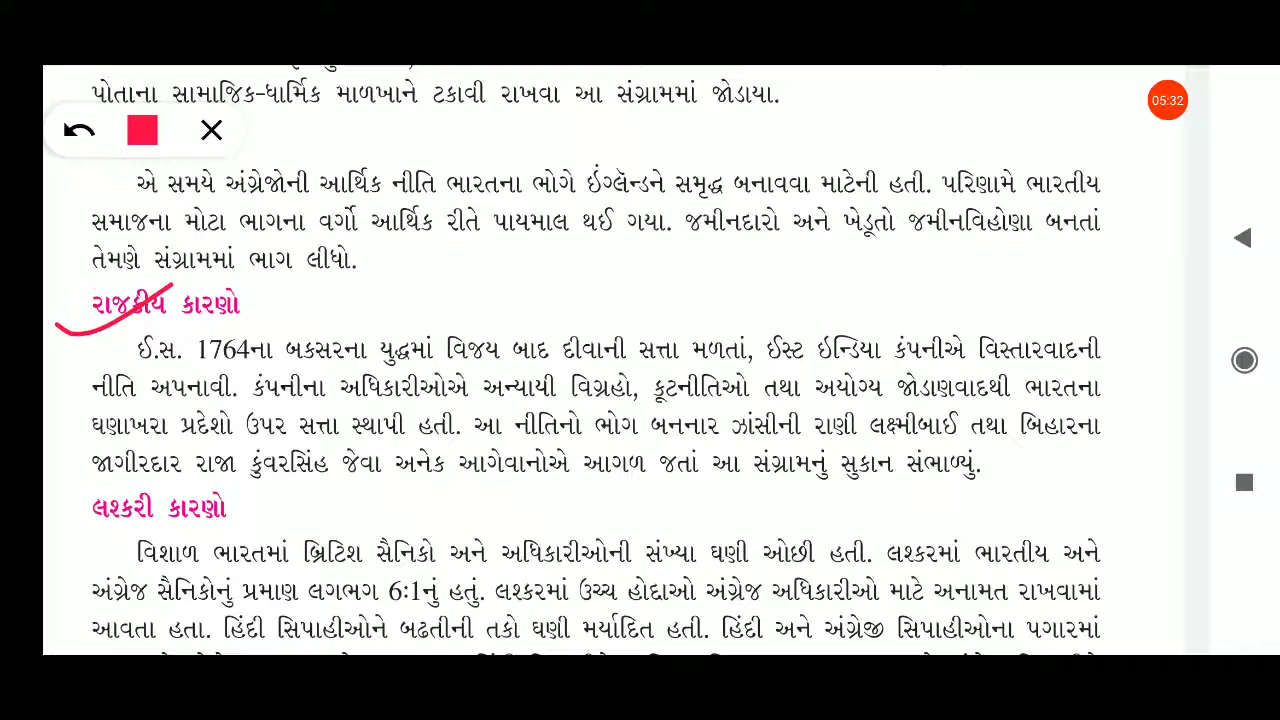 પોતાના સામાજિક-ધાર્મિક માળખાને ટકાવી રાખવા આ સંગ્રામમાં જોડાયા.
05:32
એ સમયે અંગ્રેજોની આર્થિક નીતિ ભારતના ભોગે ઇંગ્લૅન્ડને સમૃદ્ધ બનાવવા માટેની હતી. પરિણામે ભારતીય
સમાજના મોટા ભાગના વર્ગો આર્થિક રીતે પાયમાલ થઈ ગયા. જમીનદારો અને ખેડૂતો જમીનવિહોણા બનતાં
તેમણે સંગ્રામમાં ભાગ લીધો.
રાજકીય કારણો
ઈ.સ. 1764ના બકસરના યુદ્ધમાં વિજય બાદ દીવાની સત્તા મળતાં, ઈસ્ટ ઇન્ડિયા કંપનીએ વિસ્તારવાદની
નીતિ અપનાવી. કંપનીના અધિકારીઓએ અન્યાયી વિગ્રહો, કૂટનીતિઓ તથા અયોગ્ય જોડાણવાદથી ભારતના
ઘણાખરા પ્રદેશો ઉપર સત્તા સ્થાપી હતી. આ નીતિનો ભોગ બનનાર ઝાંસીની રાણી લક્ષ્મીબાઈ તથા બિહારના
જાગીરદાર રાજા કુંવરસિંહ જેવા અનેક આગેવાનોએ આગળ જતાં આ સંગ્રામનું સુકાન સંભાળ્યું.
લશ્કરી કારણો
વિશાળ ભારતમાં બ્રિટિશ સૈનિકો અને અધિકારીઓની સંખ્યા ઘણી ઓછી હતી. લશ્કરમાં ભારતીય અને
અંગ્રેજ સૈનિકોનું પ્રમાણ લગભગ 6:1નું હતું. લશ્કરમાં ઉચ્ચ હોદ્દાઓ અંગ્રેજ અધિકારીઓ માટે અનામત રાખવામાં
આવતા હતા. હિંદી સિપાહીઓને બઢતીની તકો ઘણી મર્યાદિત હતી. હિંદી અને અંગ્રેજી સિપાહીઓના પગારમાં